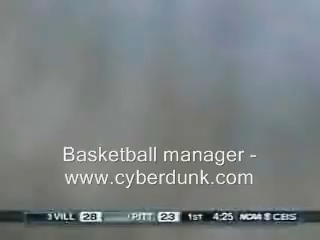 Basketball manager -
www.cyberdunk.com
3 VILL 28 PITT 23 1ST 4:25 NCAA CBS